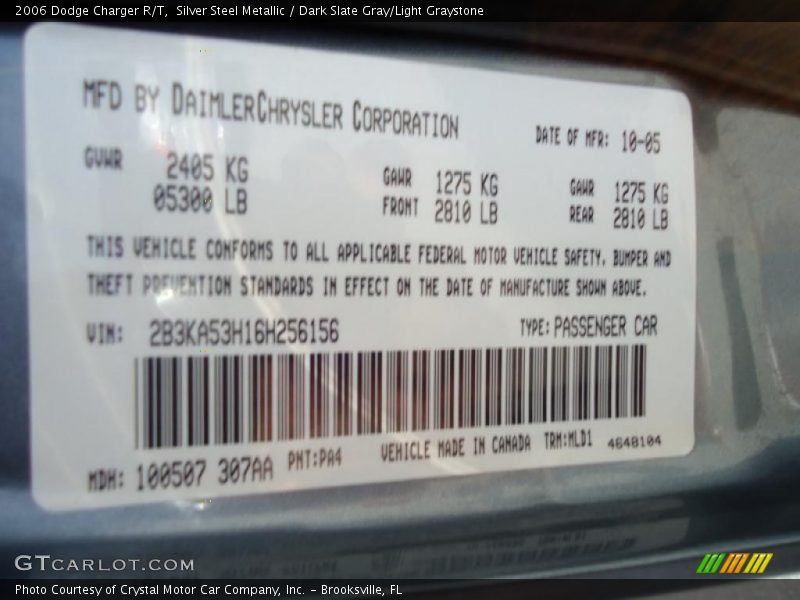 2006 Dodge Charger R/T, Silver Steel Metallic / Dark Slate Gray/Light Graystone
MFD BY DAIMLERCHRYSLER CORPORATION
DATE OF MFR: 10-05
GVWR 2405 KG
05300 LB
GAWR 1275 KG
FRONT 2810 LB
GAWR 1275 KG
REAR 2810 LB
THIS VEHICLE CONFORMS TO ALL APPLICABLE FEDERAL MOTOR VEHICLE SAFETY, BUMPER AND
THEFT PREVENTION STANDARDS IN EFFECT ON THE DATE OF MANUFACTURE SHOWN ABOVE.
VIN: 2B3KA53H16H256156
TYPE: PASSENGER CAR
MDH: 100507 307AA PNT:PA4 VEHICLE MADE IN CANADA TRM:MLD1 4648104
GTCARLOT.COM
Photo Courtesy of Crystal Motor Car Company, Inc. - Brooksville, FL